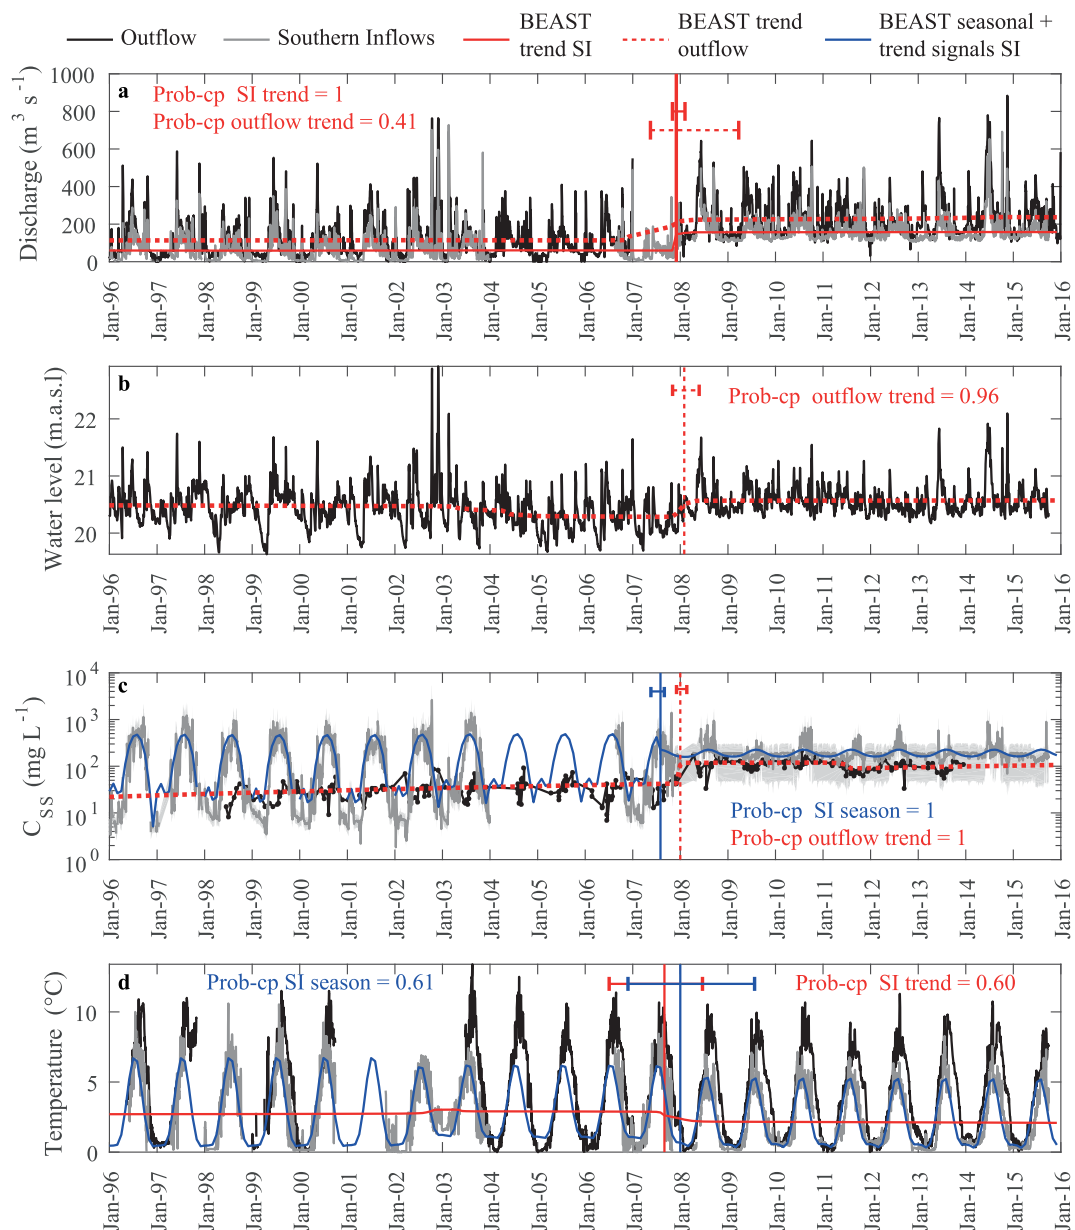 Outflow
Southern Inflows
BEAST
trend SI
BEAST trend
outflow
BEAST seasonal +
trend signals SI
a
Prob-cp SI trend = 1
Prob-cp outflow trend = 0.41
Discharge (m³ s⁻¹)
1000
800
600
400
200
0
Jan-96 Jan-97 Jan-98 Jan-99 Jan-00 Jan-01 Jan-02 Jan-03 Jan-04 Jan-05 Jan-06 Jan-07 Jan-08 Jan-09 Jan-10 Jan-11 Jan-12 Jan-13 Jan-14 Jan-15 Jan-16
b
Prob-cp outflow trend = 0.96
Water level (m.a.s.l)
22
21
20
Jan-96 Jan-97 Jan-98 Jan-99 Jan-00 Jan-01 Jan-02 Jan-03 Jan-04 Jan-05 Jan-06 Jan-07 Jan-08 Jan-09 Jan-10 Jan-11 Jan-12 Jan-13 Jan-14 Jan-15 Jan-16
c
C_SS (mg L⁻¹)
10⁴
10³
10²
10¹
10⁰
Prob-cp SI season = 1
Prob-cp outflow trend = 1
Jan-96 Jan-97 Jan-98 Jan-99 Jan-00 Jan-01 Jan-02 Jan-03 Jan-04 Jan-05 Jan-06 Jan-07 Jan-08 Jan-09 Jan-10 Jan-11 Jan-12 Jan-13 Jan-14 Jan-15 Jan-16
d
Prob-cp SI season = 0.61
Prob-cp SI trend = 0.60
Temperature (°C)
10
5
0
Jan-96 Jan-97 Jan-98 Jan-99 Jan-00 Jan-01 Jan-02 Jan-03 Jan-04 Jan-05 Jan-06 Jan-07 Jan-08 Jan-09 Jan-10 Jan-11 Jan-12 Jan-13 Jan-14 Jan-15 Jan-16